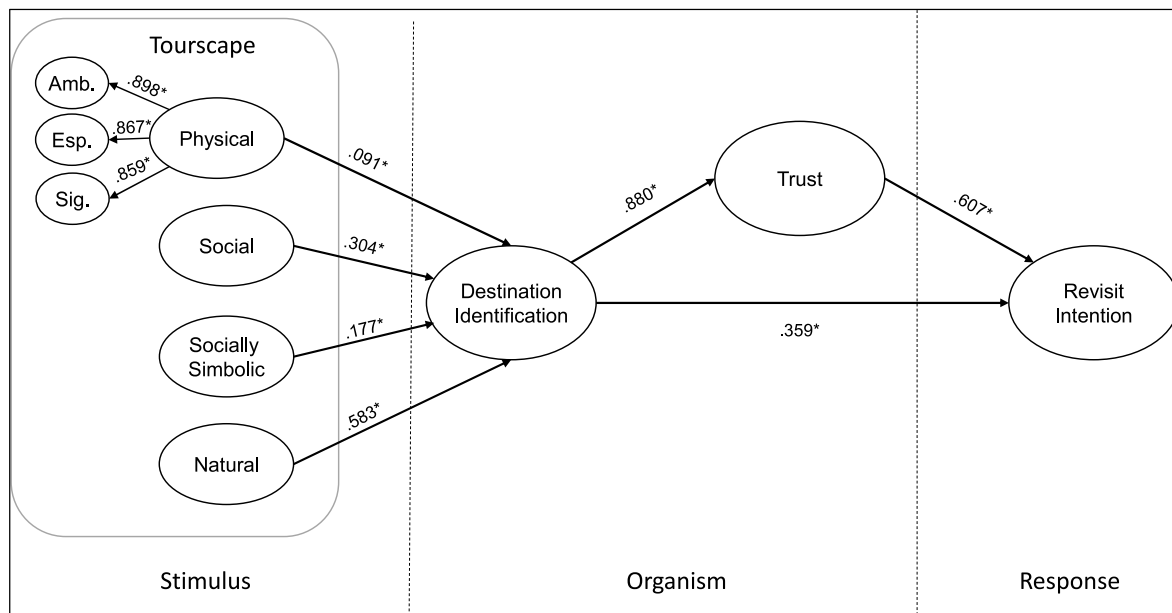 Tourscape
Amb.
.898*
Esp.
.867*
Physical
Sig.
.859*
.091*
Social
.304*
Socially
Simbolic
.177*
Natural
.583*
Destination
Identification
.880*
Trust
.607*
.359*
Revisit
Intention
Stimulus
Organism
Response